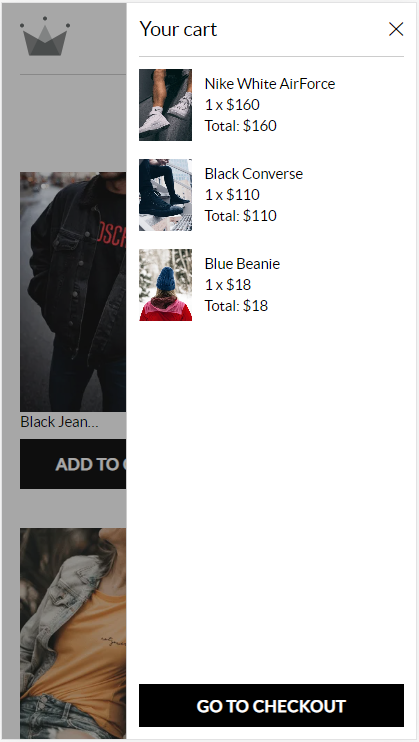 Your cart
Nike White AirForce
1 x $160
Total: $160
Black Converse
1 x $110
Total: $110
Blue Beanie
1 x $18
Total: $18
GO TO CHECKOUT
Black Jean...
ADD TO